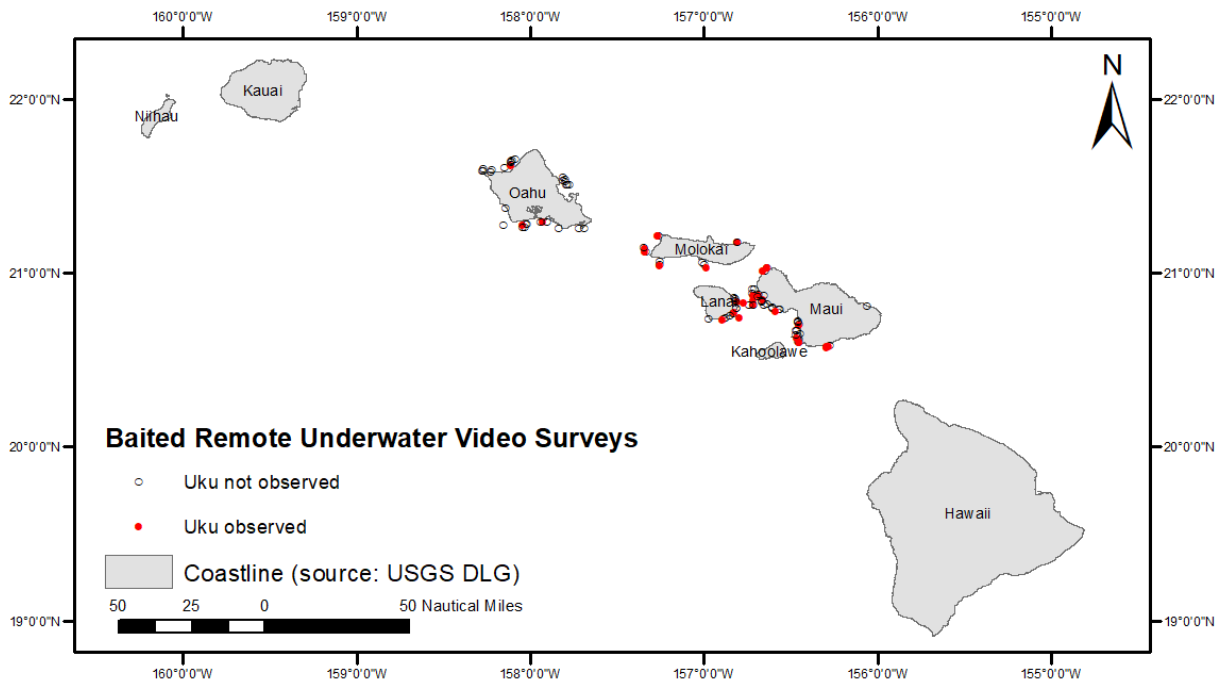 160°0'0"W 159°0'0"W 158°0'0"W 157°0'0"W 156°0'0"W 155°0'0"W
N
22°0'0"N
22°0'0"N
Kauai
Niihau
Oahu
Molokai
21°0'0"N
21°0'0"N
Lanai
Maui
Kahoolawe
20°0'0"N
20°0'0"N
Hawaii
Baited Remote Underwater Video Surveys
Uku not observed
Uku observed
Coastline (source: USGS DLG)
50 25 0 50 Nautical Miles
19°0'0"N
19°0'0"N
160°0'0"W 159°0'0"W 158°0'0"W 157°0'0"W 156°0'0"W 155°0'0"W